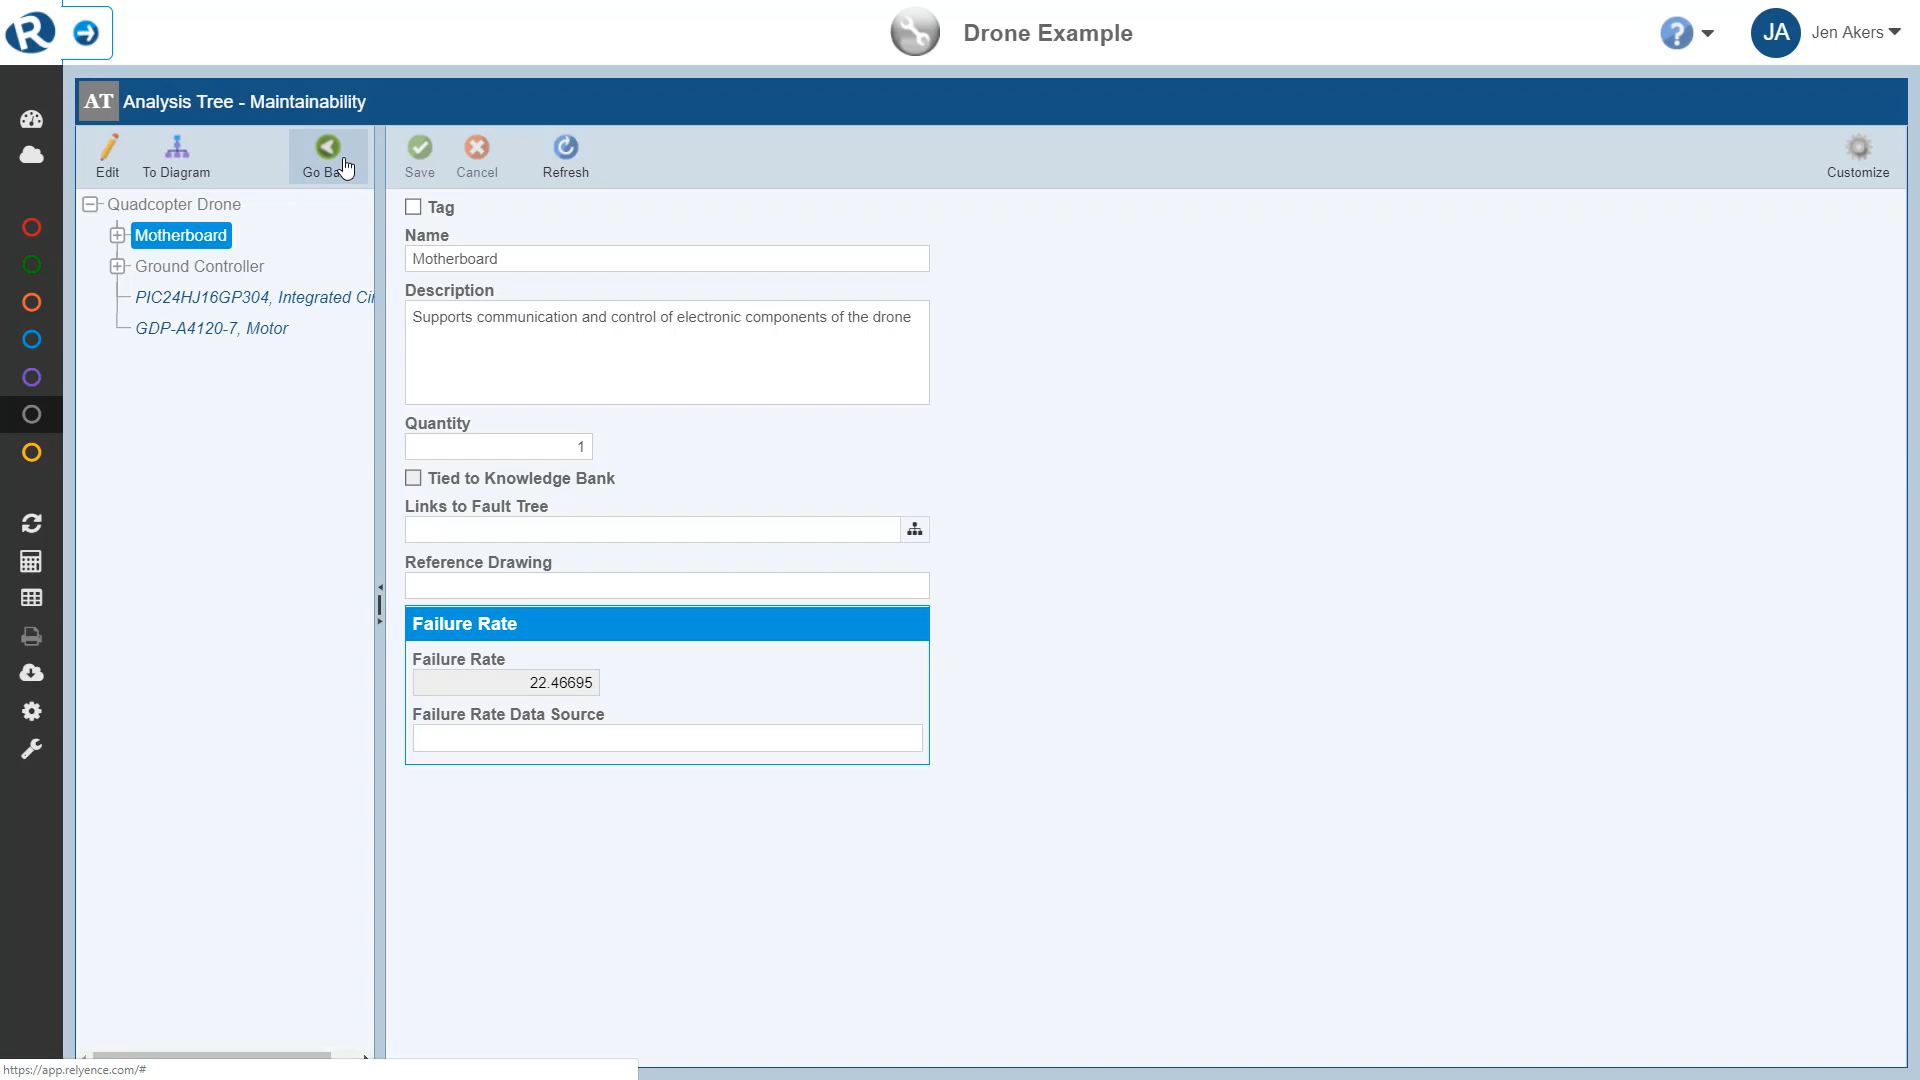 R
Drone Example
?
JA
Jen Akers
AT Analysis Tree - Maintainability
Edit
To Diagram
Save
Cancel
Refresh
Customize
Quadcopter Drone
Motherboard
Ground Controller
PIC24HJ16GP304, Integrated
GDP-A4120-7, Motor
Tag
Name
Motherboard
Description
Supports communication and control of electronic components of the drone
Quantity
1
Tied to Knowledge Bank
Links to Fault Tree
Reference Drawing
Failure Rate
Failure Rate
22.46695
Failure Rate Data Source
https://app.relyence.com/#